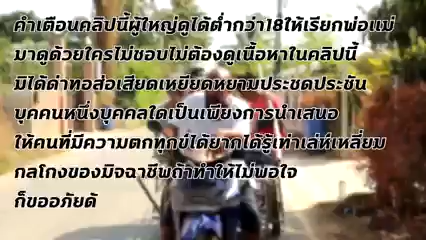 คำเตือนคลิปนี้ผู้ใหญ่ดูได้ต่ำกว่า18ให้เรียกพ่อแม่
มาดูด้วยใครไม่ชอบไม่ต้องดูเนื้อหาในคลิปนี้
มิได้ด่าทอส่อเสียดเหยียดหยามประชดประชัน
บุคคนหนึ่งบุคคลใดเป็นเพียงการนำเสนอ
ให้คนที่มีความตกทุกข์ได้ยากได้รู้เท่าเล่ห์เหลี่ยม
กลโกงของมิจฉาชีพถ้าทำให้ไม่พอใจ
ก็ขออภัยด้